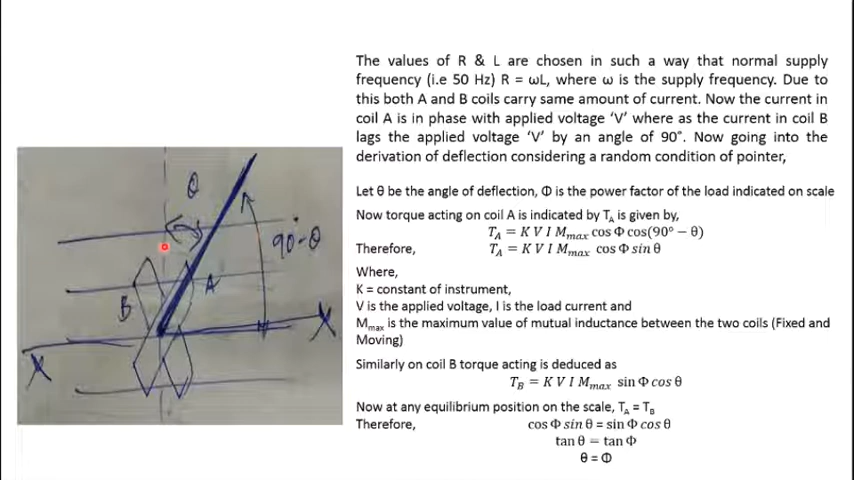 The values of R & L are chosen in such a way that normal supply
frequency (i.e 50 Hz) R = ωL, where ω is the supply frequency. Due to
this both A and B coils carry same amount of current. Now the current in
coil A is in phase with applied voltage 'V' where as the current in coil B
lags the applied voltage 'V' by an angle of 90°. Now going into the
derivation of deflection considering a random condition of pointer,
Let θ be the angle of deflection, Φ is the power factor of the load indicated on scale
Now torque acting on coil A is indicated by T_A is given by,
T_A = K V I M_max cos Φ cos(90° − θ)
Therefore, T_A = K V I M_max cos Φ sin θ
Where,
K = constant of instrument,
V is the applied voltage, I is the load current and
M_max is the maximum value of mutual inductance between the two coils (Fixed and
Moving)
Similarly on coil B torque acting is deduced as
T_B = K V I M_max sin Φ cos θ
Now at any equilibrium position on the scale, T_A = T_B
Therefore, cos Φ sin θ = sin Φ cos θ
tan θ = tan Φ
θ = Φ
θ
90°-θ
A
B
X
X